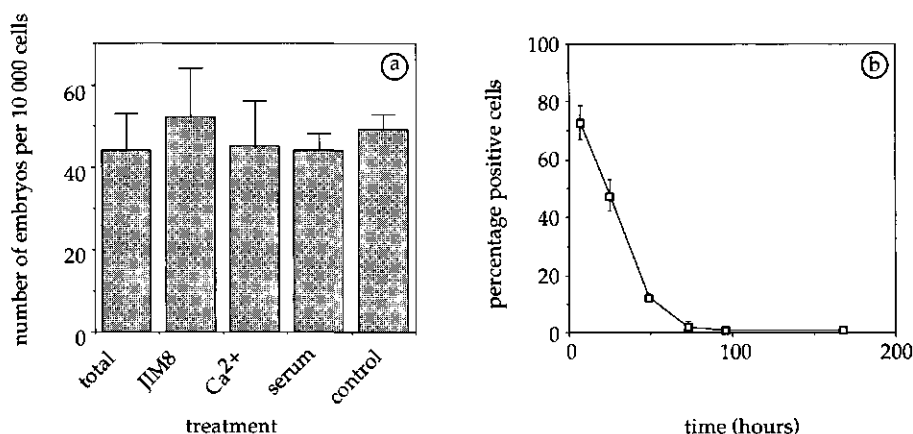 number of embryos per 10 000 cells
60
40
20
0
a
total
JIM8
Ca2+
serum
control
treatment
percentage positive cells
100
80
60
40
20
0
b
0
100
200
time (hours)